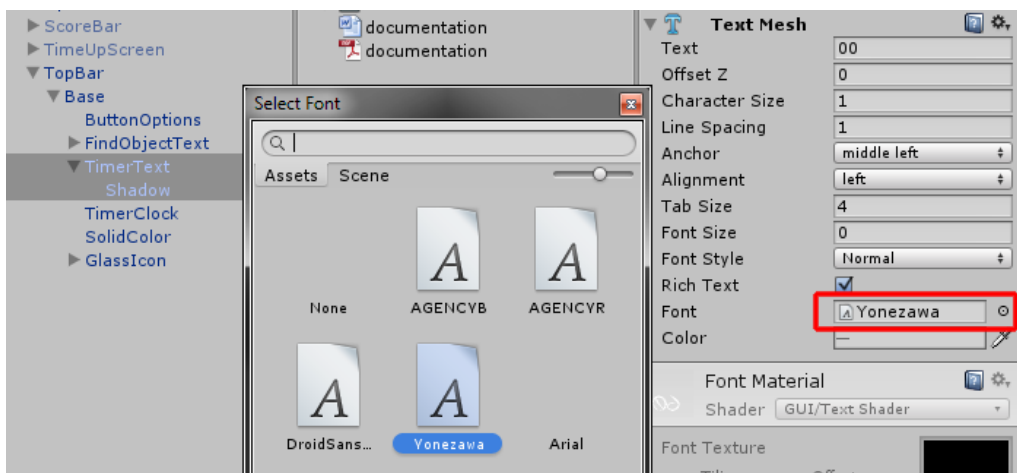 ScoreBar
TimeUpScreen
TopBar
Base
ButtonOptions
FindObjectText
TimerText
Shadow
TimerClock
SolidColor
GlassIcon
documentation
documentation
Select Font
Assets Scene
None AGENCYB AGENCYR
DroidSans... Yonezawa Arial
Text Mesh
Text 00
Offset Z 0
Character Size 1
Line Spacing 1
Anchor middle left
Alignment left
Tab Size 4
Font Size 0
Font Style Normal
Rich Text
Font Yonezawa
Color
Font Material
Shader GUI/Text Shader
Font Texture